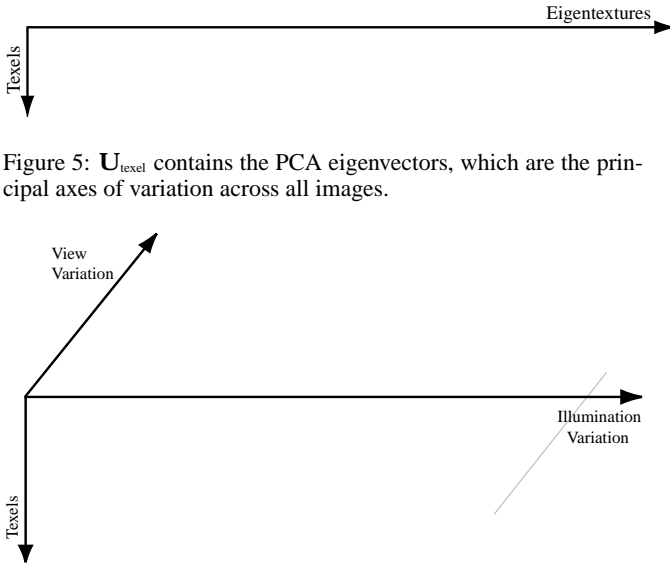 Eigentextures
Texels
Figure 5: U texel contains the PCA eigenvectors, which are the prin-
cipal axes of variation across all images.
View
Variation
Illumination
Variation
Texels